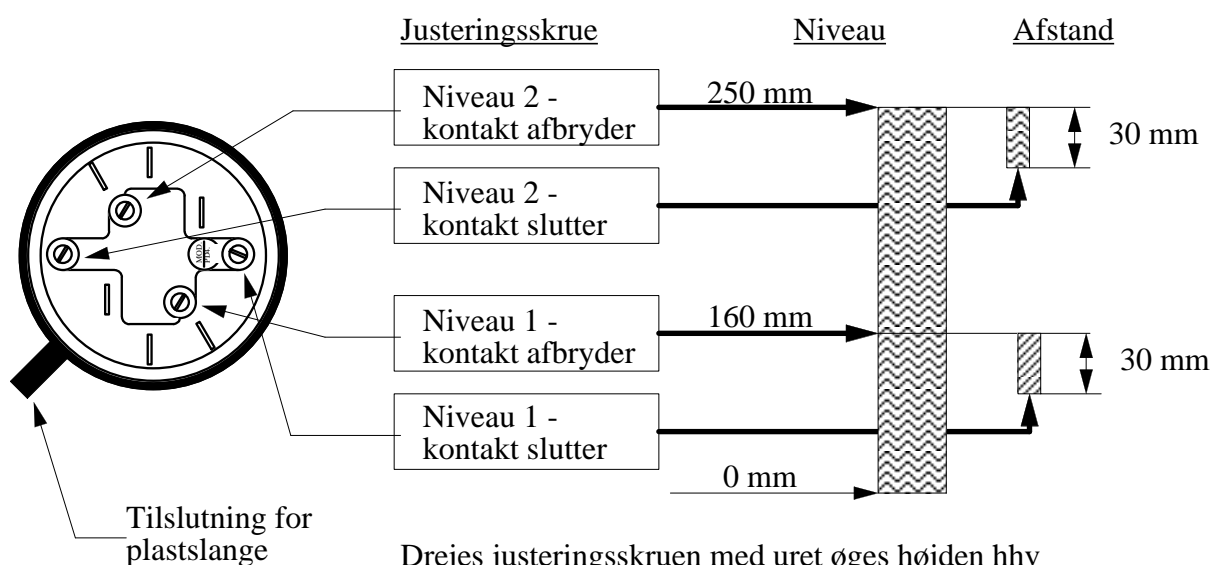 Justeringsskrue
Niveau
Afstand
Niveau 2 -
kontakt afbryder
250 mm
30 mm
Niveau 2 -
kontakt slutter
MOD.
Niveau 1 -
kontakt afbryder
160 mm
30 mm
Niveau 1 -
kontakt slutter
0 mm
Tilslutning for
plastslange
Drejes justeringsskruen med uret øges højden hhv